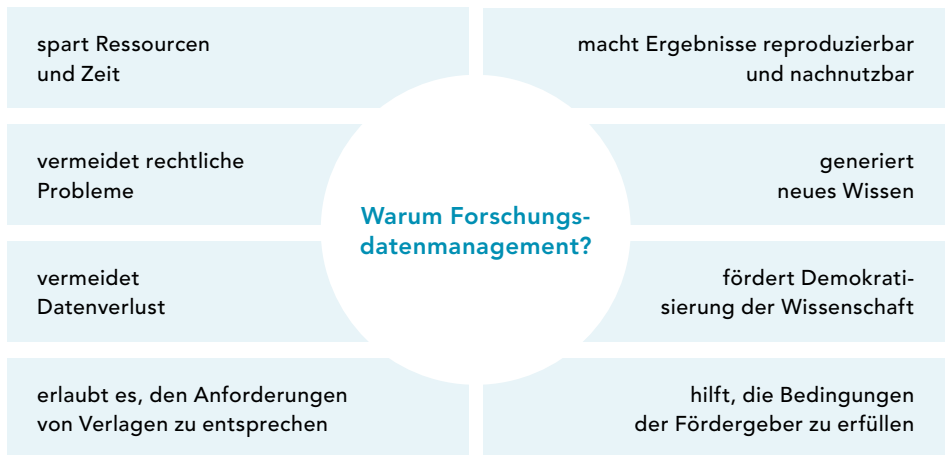 spart Ressourcen
und Zeit
macht Ergebnisse reproduzierbar
und nachnutzbar
vermeidet rechtliche
Probleme
generiert
neues Wissen
Warum Forschungs-
datenmanagement?
vermeidet
Datenverlust
fördert Demokrati-
sierung der Wissenschaft
erlaubt es, den Anforderungen
von Verlagen zu entsprechen
hilft, die Bedingungen
der Fördergeber zu erfüllen